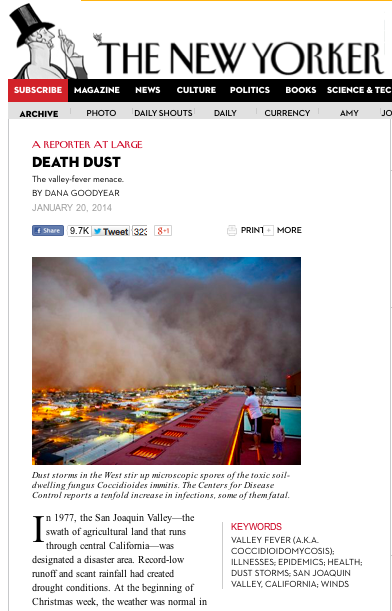 THE NEW YORKER
SUBSCRIBE MAGAZINE NEWS CULTURE POLITICS BOOKS SCIENCE & TEC
ARCHIVE PHOTO DAILY SHOUTS DAILY CURRENCY AMY JO
A REPORTER AT LARGE
DEATH DUST
The valley-fever menace.
BY DANA GOODYEAR
JANUARY 20, 2014
Share 9.7K Tweet 323 +1 PRINT + MORE
Dust storms in the West stir up microscopic spores of the toxic soil-
dwelling fungus Coccidioides immitis. The Centers for Disease
Control reports a tenfold increase in infections, some of them fatal.
In 1977, the San Joaquin Valley—the
swath of agricultural land that runs
through central California—was
designated a disaster area. Record-low
runoff and scant rainfall had created
drought conditions. At the beginning of
Christmas week, the weather was normal in
KEYWORDS
VALLEY FEVER (A.K.A.
COCCIDIOIDOMYCOSIS);
ILLNESSES; EPIDEMICS; HEALTH;
DUST STORMS; SAN JOAQUIN
VALLEY, CALIFORNIA; WINDS